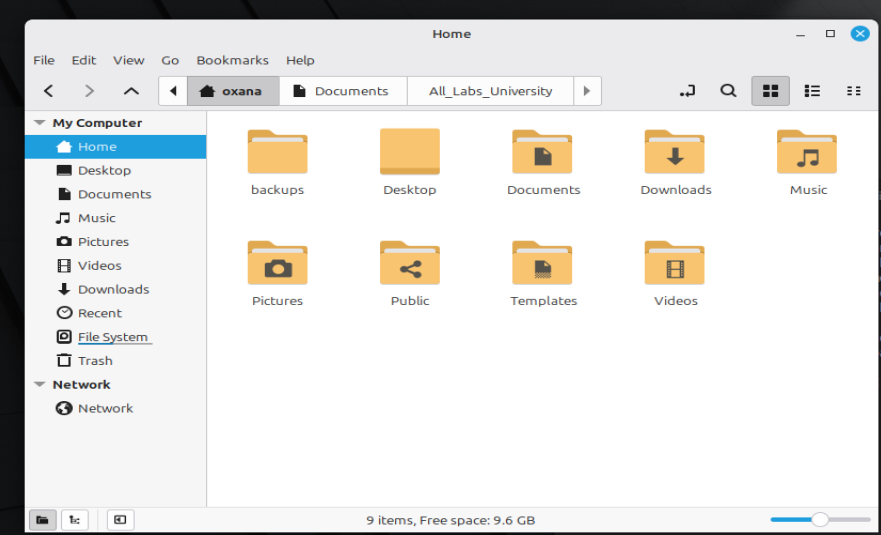 Home
File Edit View Go Bookmarks Help
oxana Documents All_Labs_University
My Computer
Home
Desktop
Documents
Music
Pictures
Videos
Downloads
Recent
File System
Trash
Network
Network
backups Desktop Documents Downloads Music
Pictures Public Templates Videos
9 items, Free space: 9.6 GB